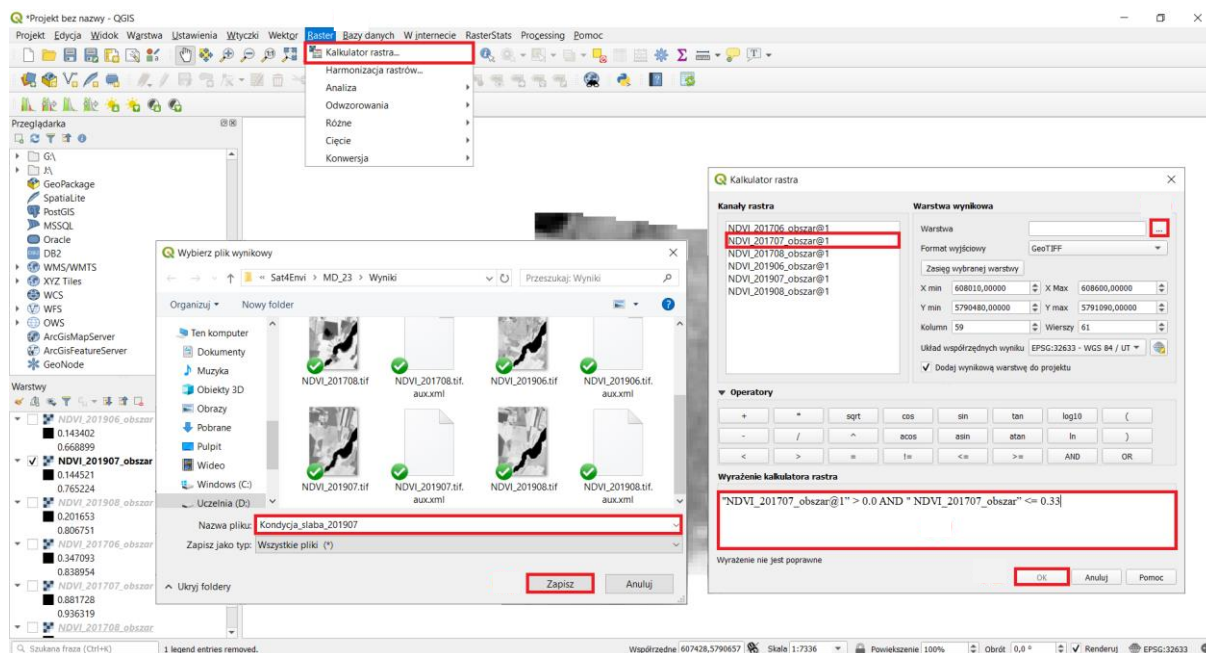 *Projekt bez nazwy - QGIS
Projekt Edycja Widok Warstwa Ustawienia Wtyczki Wektor Raster Bazy danych W internecie RasterStats Processing Pomoc
Kalkulator rastra...
Harmonizacja rastrów...
Analiza
Odwzorowania
Różne
Cięcie
Konwersja
Przeglądarka
G:\
J:\
GeoPackage
SpatiaLite
PostGIS
MSSQL
Oracle
DB2
WMS/WMTS
XYZ Tiles
WCS
WFS
OWS
ArcGisMapServer
ArcGisFeatureServer
GeoNode
Warstwy
NDVI_201906_obszar
0.143402
0.668899
NDVI_201907_obszar
0.144521
0.765224
NDVI_201908_obszar
0.201653
0.806751
NDVI_201706_obszar
0.347093
0.838954
NDVI_201707_obszar
0.881728
0.936319
NDVI_201708_obszar
Wybierz plik wynikowy
« Sat4Envi › MD_23 › Wyniki
Przeszukaj: Wyniki
Organizuj
Nowy folder
Ten komputer
Dokumenty
Muzyka
Obiekty 3D
Obrazy
Pobrane
Pulpit
Wideo
Windows (C:)
Uczelnia (D:)
NDVI_201708.tif
NDVI_201708.tif.
aux.xml
NDVI_201906.tif
NDVI_201906.tif.
aux.xml
NDVI_201907.tif
NDVI_201907.tif.
aux.xml
NDVI_201908.tif
NDVI_201908.tif.
aux.xml
Nazwa pliku: Kondycja_slaba_201907
Zapisz jako typ: Wszystkie pliki (*)
Ukryj foldery
Zapisz
Anuluj
Kalkulator rastra
Kanały rastra
NDVI_201706_obszar@1
NDVI_201707_obszar@1
NDVI_201708_obszar@1
NDVI_201906_obszar@1
NDVI_201907_obszar@1
NDVI_201908_obszar@1
Warstwa wynikowa
Warstwa
...
Format wyjściowy GeoTIFF
Zasięg wybranej warstwy
X min 608010,00000 X Max 608600,00000
Y min 5790480,00000 Y max 5791090,00000
Kolumn 59 Wierszy 61
Układ współrzędnych wyniku EPSG:32633 - WGS 84 / UT
Dodaj wynikową warstwę do projektu
Operatory
+ * sqrt cos sin tan log10 (
- / ^ acos asin atan ln )
< > = != <= >= AND OR
Wyrażenie kalkulatora rastra
"NDVI_201707_obszar@1" > 0.0 AND " NDVI_201707_obszar" <= 0.33
Wyrażenie nie jest poprawne
OK
Anuluj
Pomoc
Szukana fraza (Ctrl+K)
1 legend entries removed.
Współrzędne 607428,5790657 Skala 1:7336 Powiększenie 100% Obrót 0,0 ° Renderuj EPSG:32633